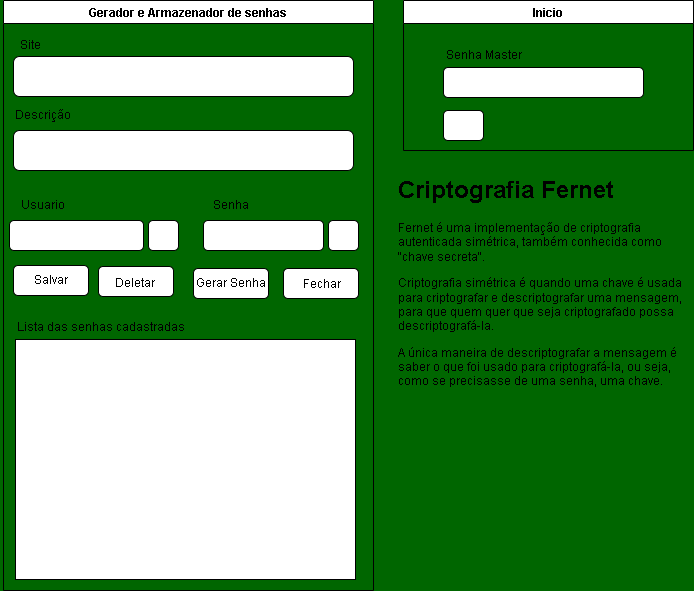 Gerador e Armazenador de senhas
Site
Descrição
Usuario
Senha
Salvar
Deletar
Gerar Senha
Fechar
Lista das senhas cadastradas
Inicio
Senha Master
Criptografia Fernet
Fernet é uma implementação de criptografia
autenticada simétrica, também conhecida como
"chave secreta".
Criptografia simétrica é quando uma chave é usada
para criptografar e descriptografar uma mensagem,
para que quem quer que seja criptografado possa
descriptografá-la.
A única maneira de descriptografar a mensagem é
saber o que foi usado para criptografá-la, ou seja,
como se precisasse de uma senha, uma chave.